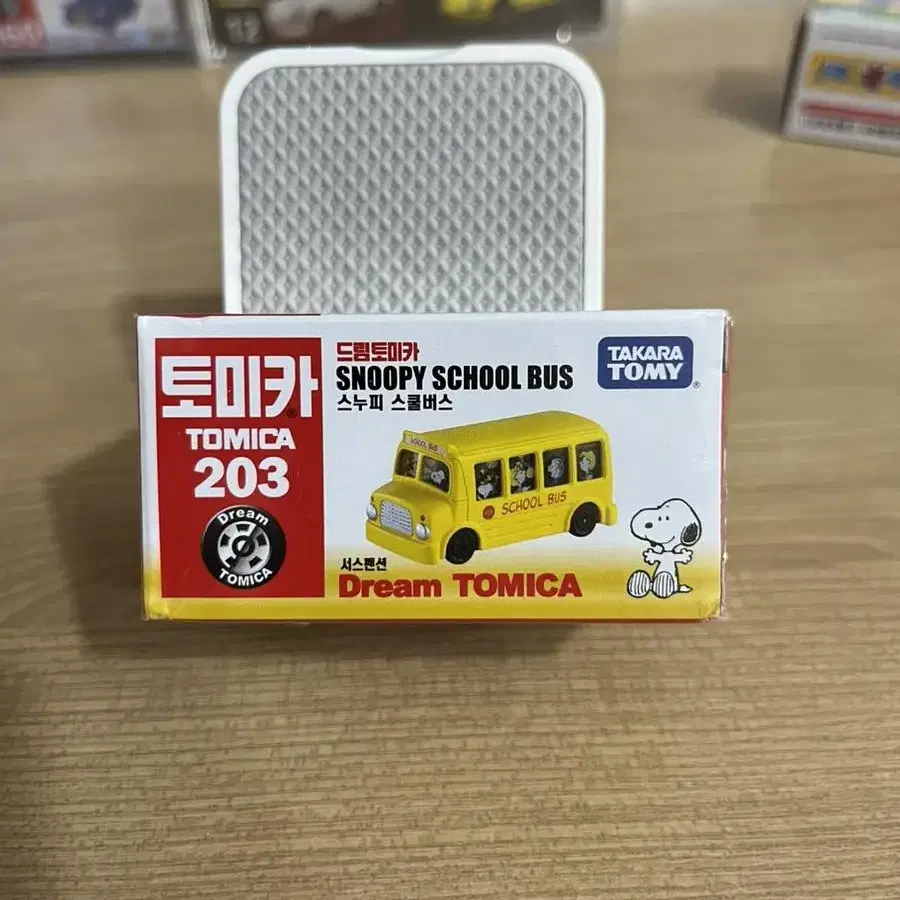 토미카®
TOMICA
203
Dream
TOMICA
드림토미카
SNOOPY SCHOOL BUS
스누피 스쿨버스
TAKARA
TOMY®
SCHOOL BUS
SCHOOL BUS
서스펜션
Dream TOMICA